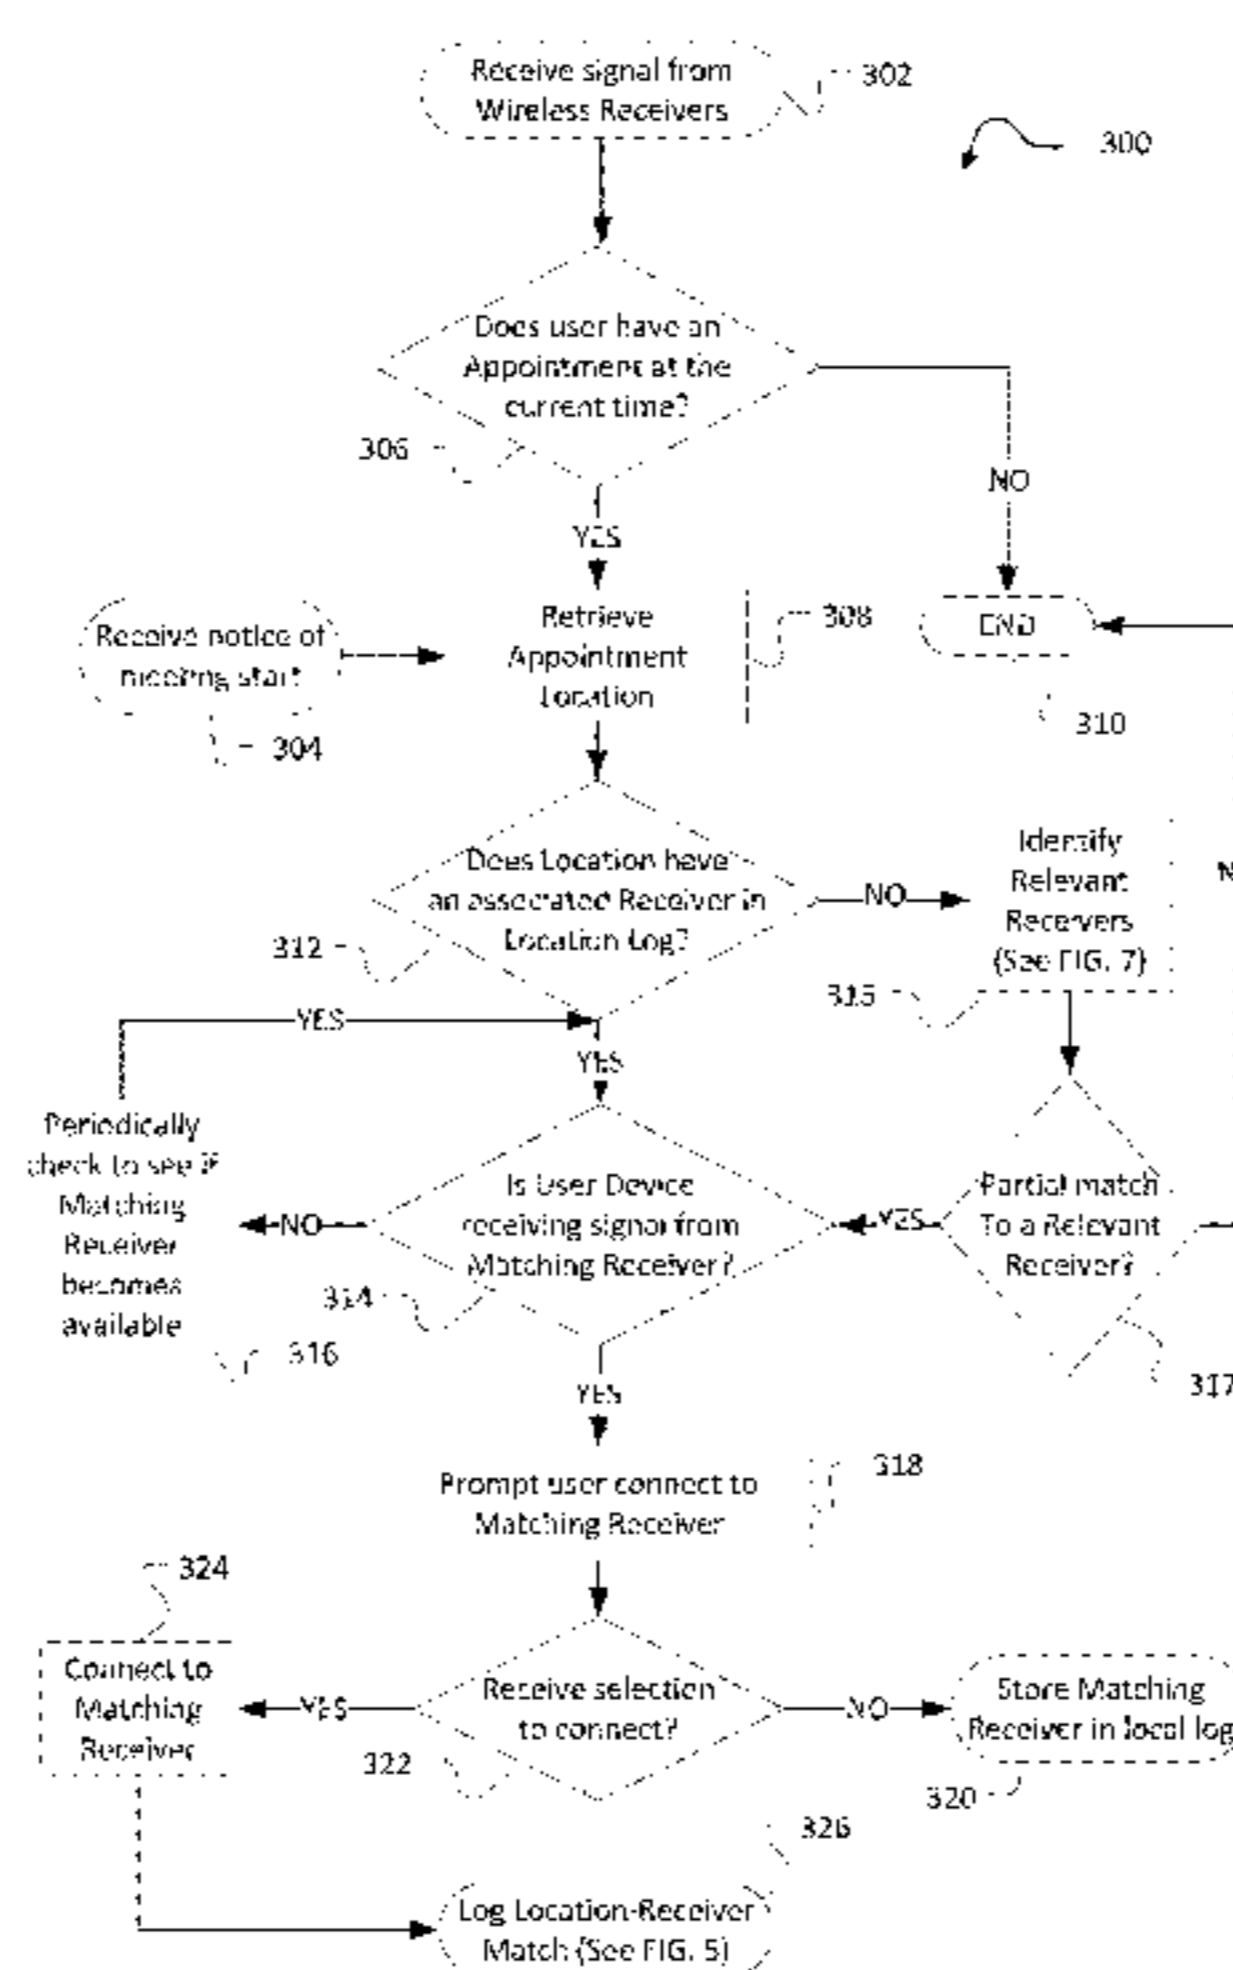 Receive signal from
Wireless Receivers
302
300
Does user have an
Appointment at the
current time?
306
NO
YES
Receive notice of
meeting start
304
Retrieve
Appointment
Location
308
END
310
Does Location have
an associated Receiver in
Location Log?
312
NO
Identify
Relevant
Receivers
(See FIG. 7)
315
N
YES
YES
Periodically
check to see if
Matching
Receiver
becomes
available
316
NO
Is User Device
receiving signal from
Matching Receiver?
314
YES
Partial match
To a Relevant
Receiver?
317
YES
Prompt user connect to
Matching Receiver
318
324
Connect to
Matching
Receiver
YES
Receive selection
to connect?
322
NO
Store Matching
Receiver in local log
320
326
Log Location-Receiver
Match (See FIG. 5)